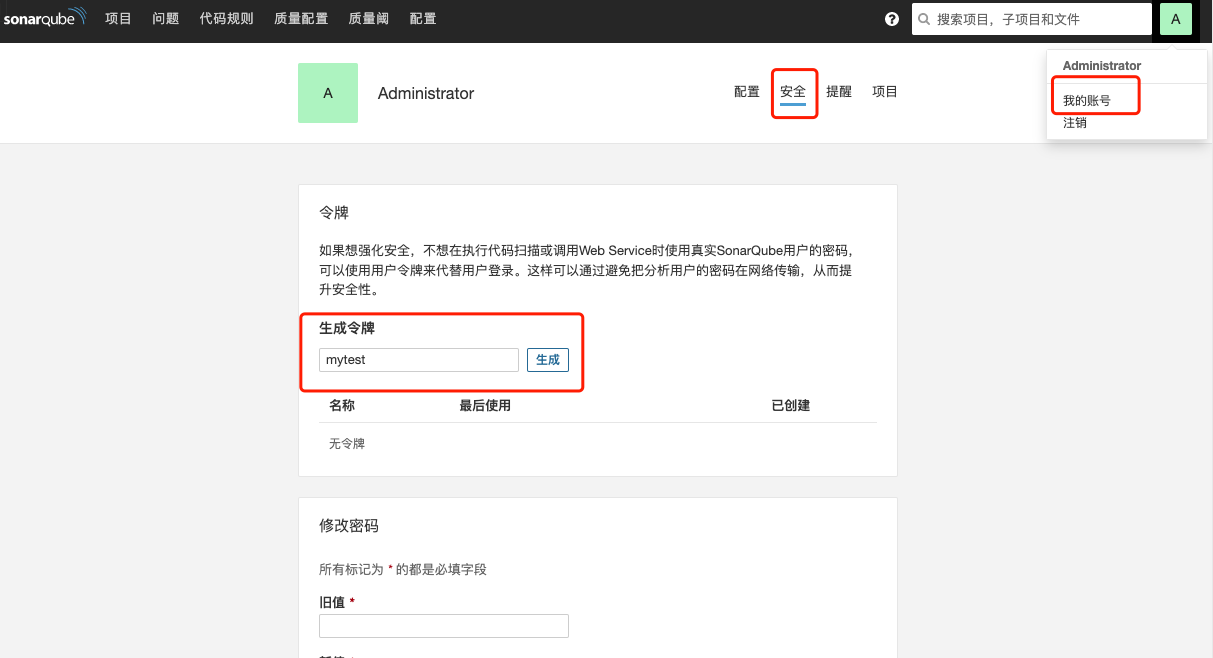 sonarqube 项目 问题 代码规则 质量配置 质量阈 配置 ? 搜索项目，子项目和文件 A
Administrator
我的账号
注销
A Administrator 配置 安全 提醒 项目
令牌
如果想强化安全，不想在执行代码扫描或调用Web Service时使用真实SonarQube用户的密码，
可以使用用户令牌来代替用户登录。这样可以通过避免把分析用户的密码在网络传输，从而提
升安全性。
生成令牌
mytest 生成
名称 最后使用 已创建
无令牌
修改密码
所有标记为 * 的都是必填字段
旧值 *